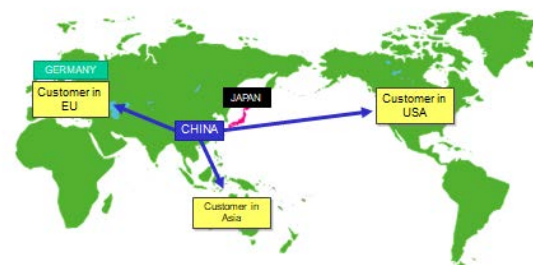 GERMANY
Customer in
EU
JAPAN
Customer in
USA
CHINA
Customer in
Asia